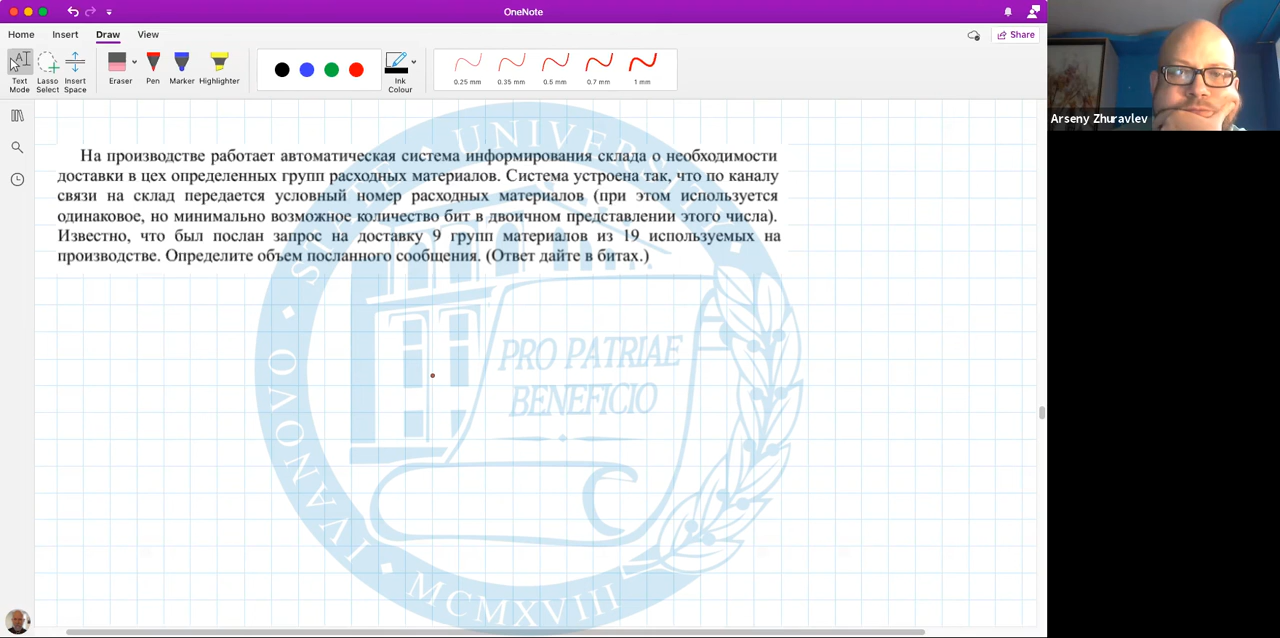 OneNote
Home Insert Draw View
Share
Text Mode
Lasso Select
Insert Space
Eraser
Pen
Marker
Highlighter
Ink Colour
0.25 mm
0.35 mm
0.5 mm
0.7 mm
1 mm
Arseny Zhuravlev
На производстве работает автоматическая система информирования склада о необходимости
доставки в цех определенных групп расходных материалов. Система устроена так, что по каналу
связи на склад передается условный номер расходных материалов (при этом используется
одинаковое, но минимально возможное количество бит в двоичном представлении этого числа).
Известно, что был послан запрос на доставку 9 групп материалов из 19 используемых на
производстве. Определите объем посланного сообщения. (Ответ дайте в битах.)
IVANOVO STATE UNIVERSITY
PRO PATRIAE
BENEFICIO
MCMXVIII